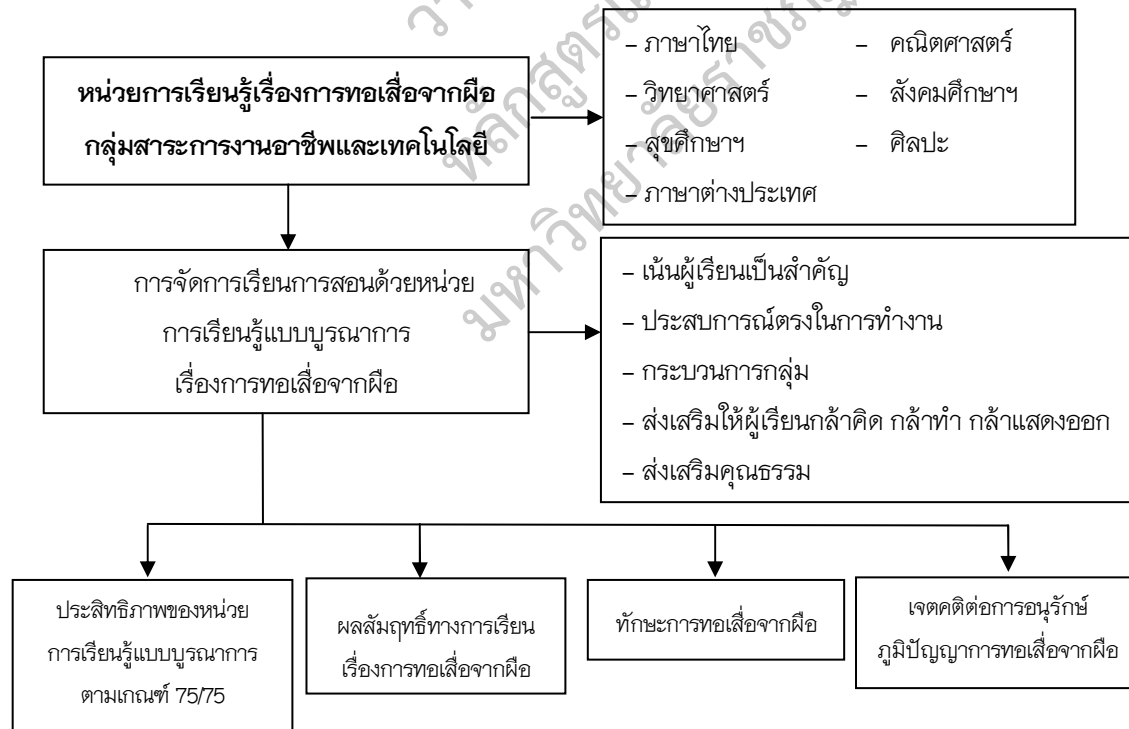 หน่วยการเรียนรู้เรื่องการทอเสื่อจากผือ
กลุ่มสาระการงานอาชีพและเทคโนโลยี
– ภาษาไทย – คณิตศาสตร์
– วิทยาศาสตร์ – สังคมศึกษาฯ
– สุขศึกษาฯ – ศิลปะ
– ภาษาต่างประเทศ
การจัดการเรียนการสอนด้วยหน่วย
การเรียนรู้แบบบูรณาการ
เรื่องการทอเสื่อจากผือ
– เน้นผู้เรียนเป็นสำคัญ
– ประสบการณ์ตรงในการทำงาน
– กระบวนการกลุ่ม
– ส่งเสริมให้ผู้เรียนกล้าคิด กล้าทำ กล้าแสดงออก
– ส่งเสริมคุณธรรม
ประสิทธิภาพของหน่วย
การเรียนรู้แบบบูรณาการ
ตามเกณฑ์ 75/75
ผลสัมฤทธิ์ทางการเรียน
เรื่องการทอเสื่อจากผือ
ทักษะการทอเสื่อจากผือ
เจตคติต่อการอนุรักษ์
ภูมิปัญญาการทอเสื่อจากผือ
หลักสูตร
มหาวิทยาลัยราชภัฏ